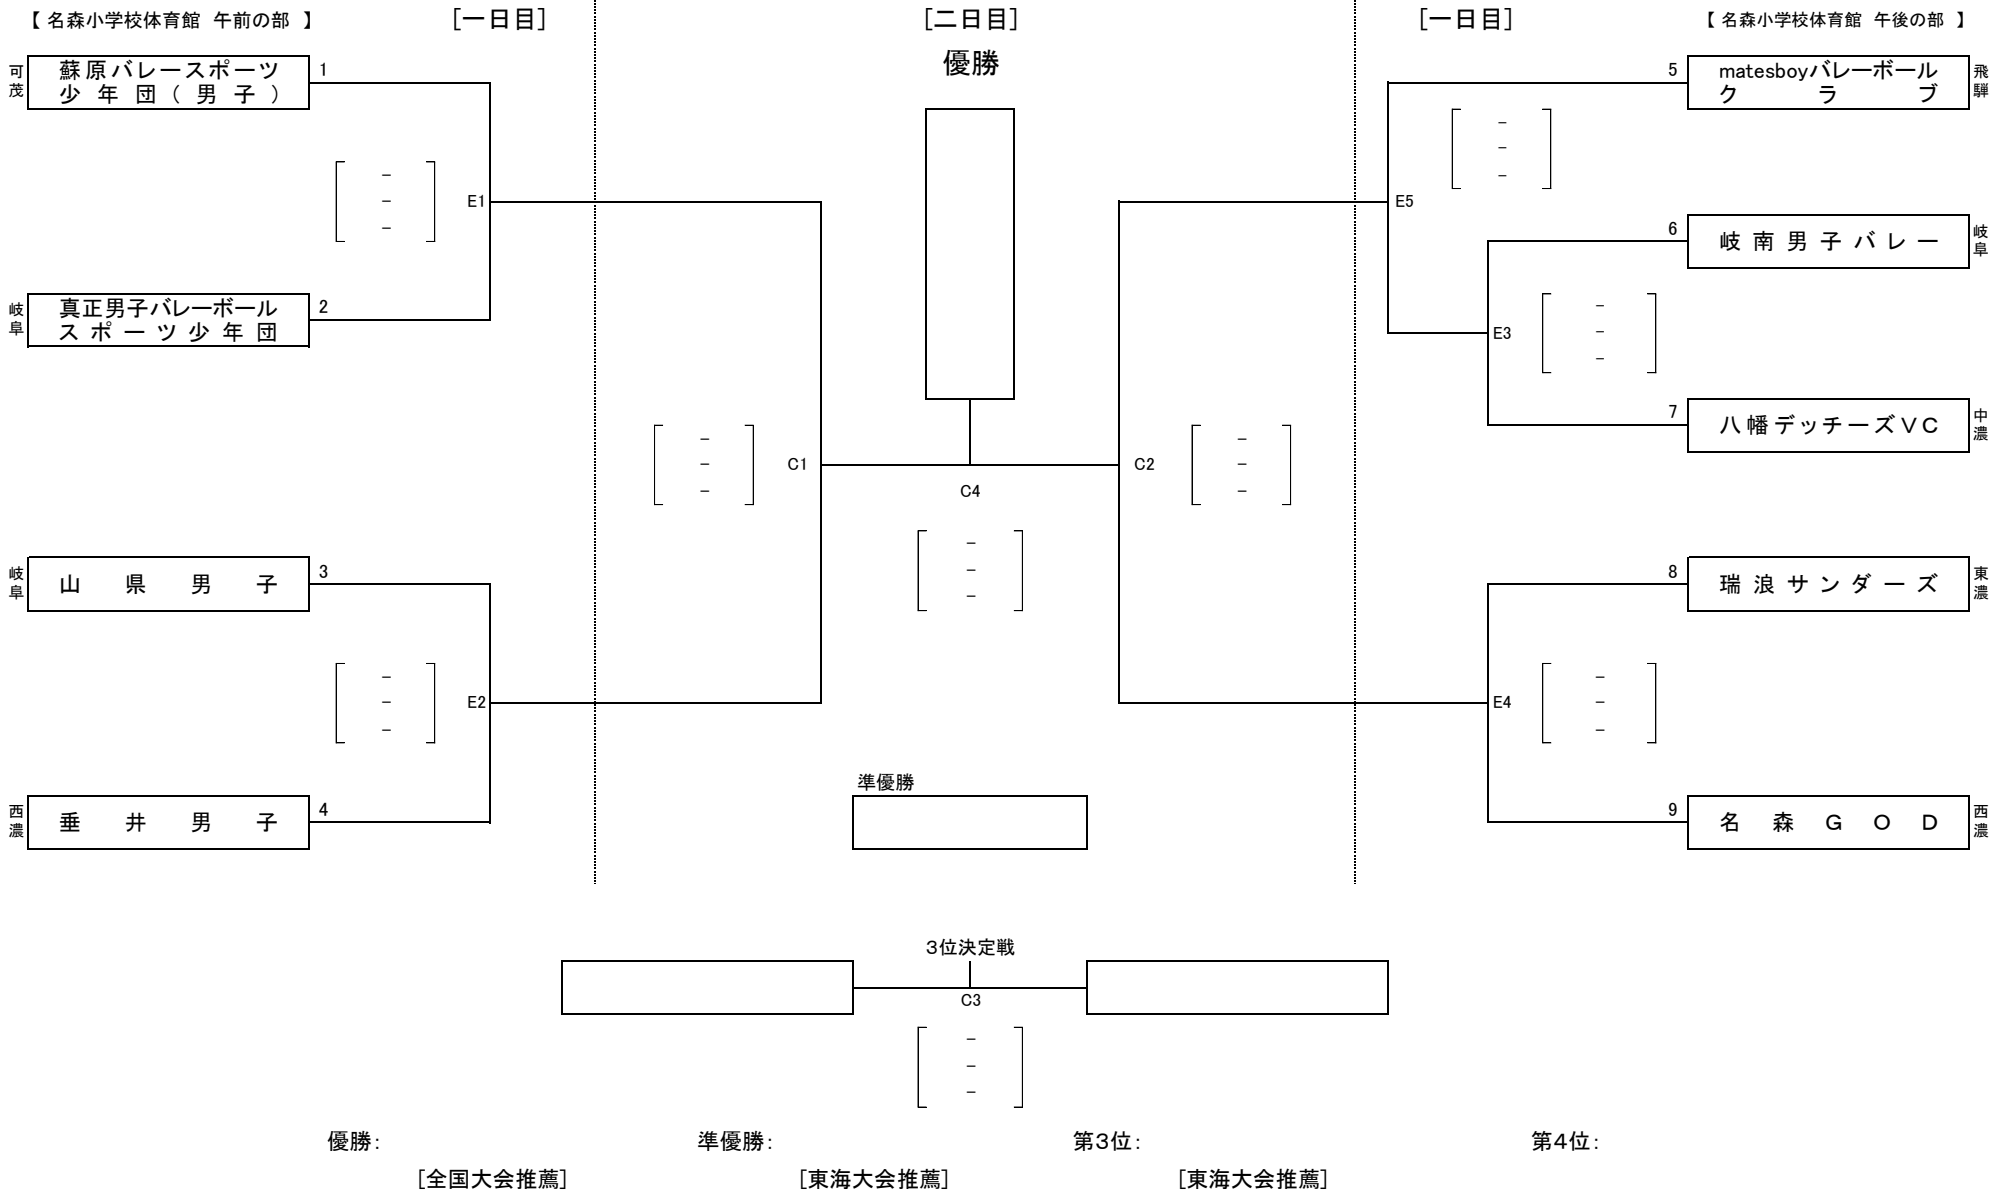 【 名森小学校体育館 午前の部 】
[一日目]
[二日目]
[一日目]
【 名森小学校体育館 午後の部 】
優勝
可茂
蘇原バレースポーツ
少年団(男子)
1
5
matesboyバレーボール
クラブ
飛騨
-
-
-
-
-
-
E1
E5
6
岐南男子バレー
岐阜
岐阜
真正男子バレーボール
スポーツ少年団
2
-
-
-
E3
7
八幡デッチーズVC
中濃
-
-
-
C1
C4
C2
-
-
-
-
-
-
岐阜
山県男子
3
8
瑞浪サンダーズ
東濃
-
-
-
E2
E4
-
-
-
準優勝
西濃
垂井男子
4
9
名森GOD
西濃
3位決定戦
C3
-
-
-
優勝:
準優勝:
第3位:
第4位:
[全国大会推薦]
[東海大会推薦]
[東海大会推薦]